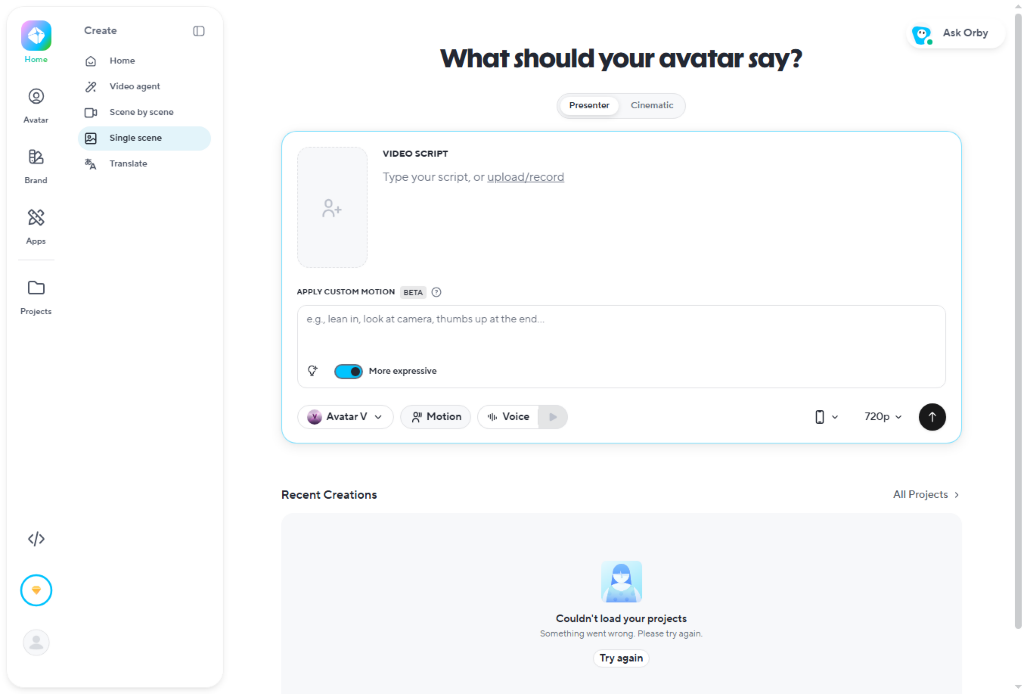 Home
Avatar
Brand
Apps
Projects
Create
Home
Video agent
Scene by scene
Single scene
Translate
Ask Orby
What should your avatar say?
Presenter
Cinematic
VIDEO SCRIPT
Type your script, or upload/record
APPLY CUSTOM MOTION BETA ?
e.g., lean in, look at camera, thumbs up at the end...
More expressive
Avatar V
Motion
Voice
720p
Recent Creations
All Projects
Couldn't load your projects
Something went wrong. Please try again.
Try again